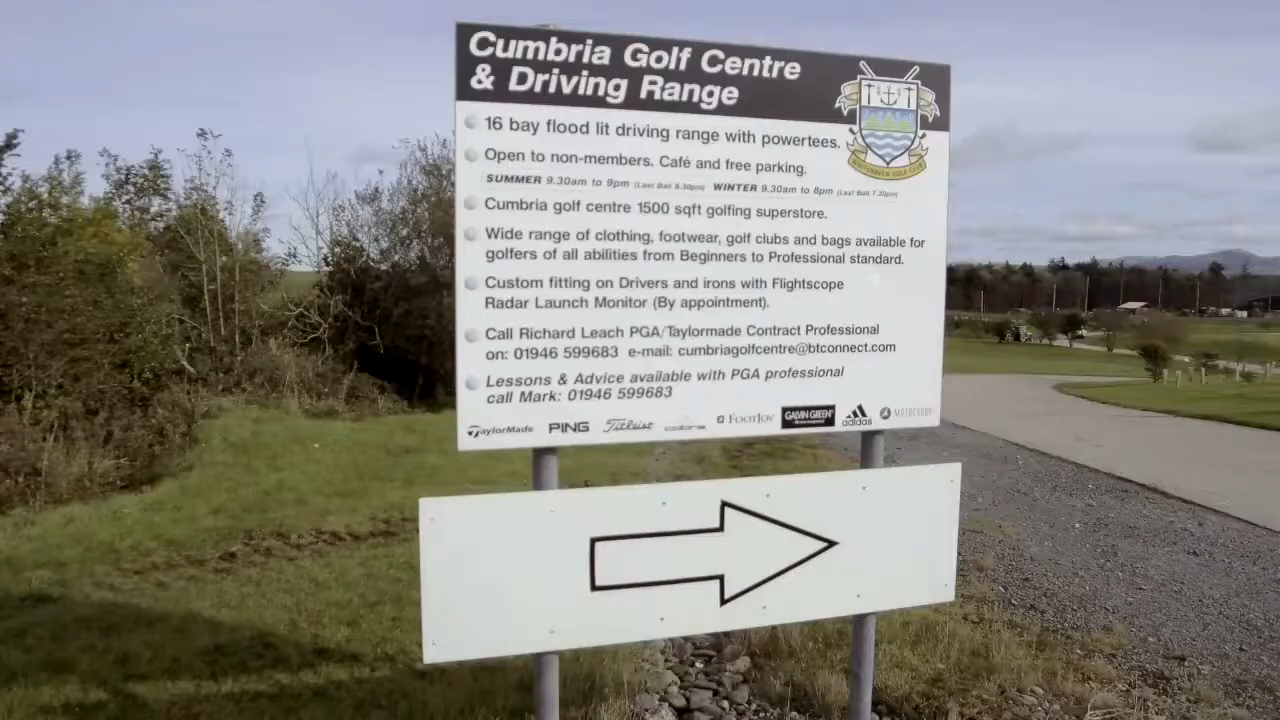 Cumbria Golf Centre
& Driving Range
16 bay flood lit driving range with powertees.
Open to non-members. Café and free parking.
SUMMER 9.30am to 9pm (Last Ball 8.30pm) WINTER 9.30am to 8pm (Last Ball 7.30pm)
Cumbria golf centre 1500 sqft golfing superstore.
Wide range of clothing, footwear, golf clubs and bags available for
golfers of all abilities from Beginners to Professional standard.
Custom fitting on Drivers and irons with Flightscope
Radar Launch Monitor (By appointment).
Call Richard Leach PGA/Taylormade Contract Professional
on: 01946 599683 e-mail: cumbriagolfcentre@btconnect.com
Lessons & Advice available with PGA professional
call Mark: 01946 599683
TaylorMade PING Titleist FootJoy GALVIN GREEN adidas MOTOCADDY
WHITEHAVEN GOLF CLUB